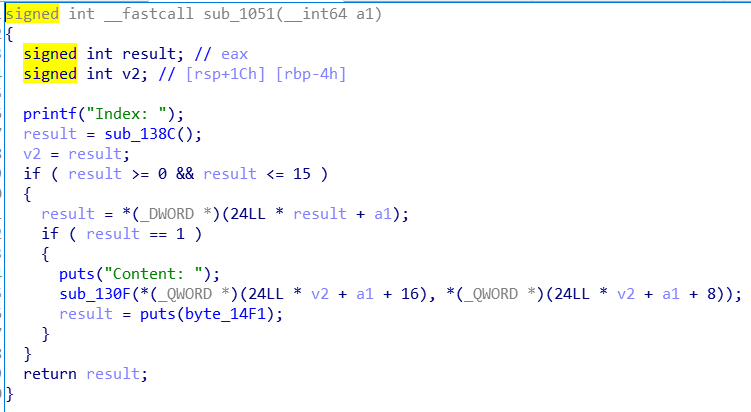 signed int __fastcall sub_1051(__int64 a1)
{
signed int result; // eax
signed int v2; // [rsp+1Ch] [rbp-4h]
printf("Index: ");
result = sub_138C();
v2 = result;
if ( result >= 0 && result <= 15 )
{
result = *(_DWORD *)(24LL * result + a1);
if ( result == 1 )
{
puts("Content: ");
sub_130F(*(_QWORD *)(24LL * v2 + a1 + 16), *(_QWORD *)(24LL * v2 + a1 + 8));
result = puts(byte_14F1);
}
}
return result;
}